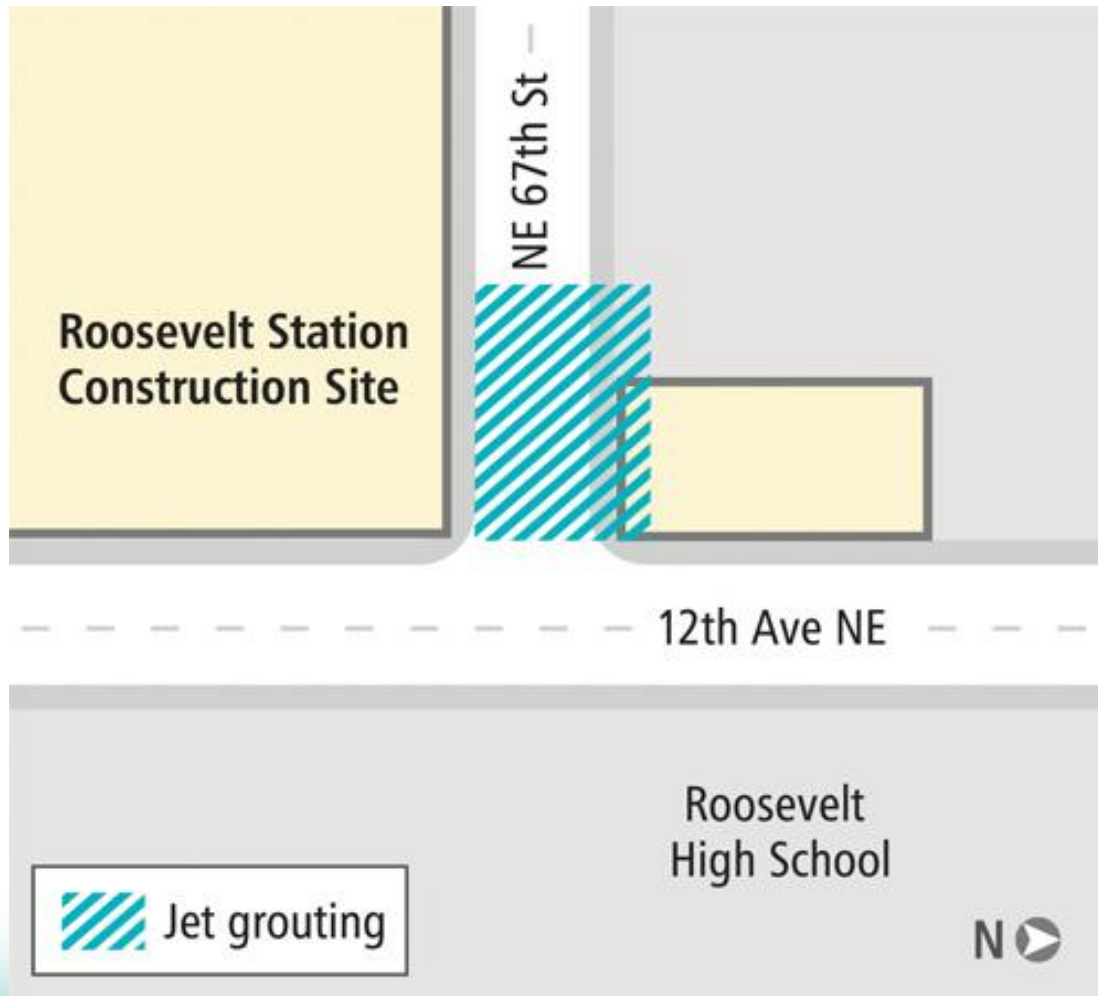 NE 67th St
Roosevelt Station
Construction Site
12th Ave NE
Roosevelt
High School
Jet grouting
N